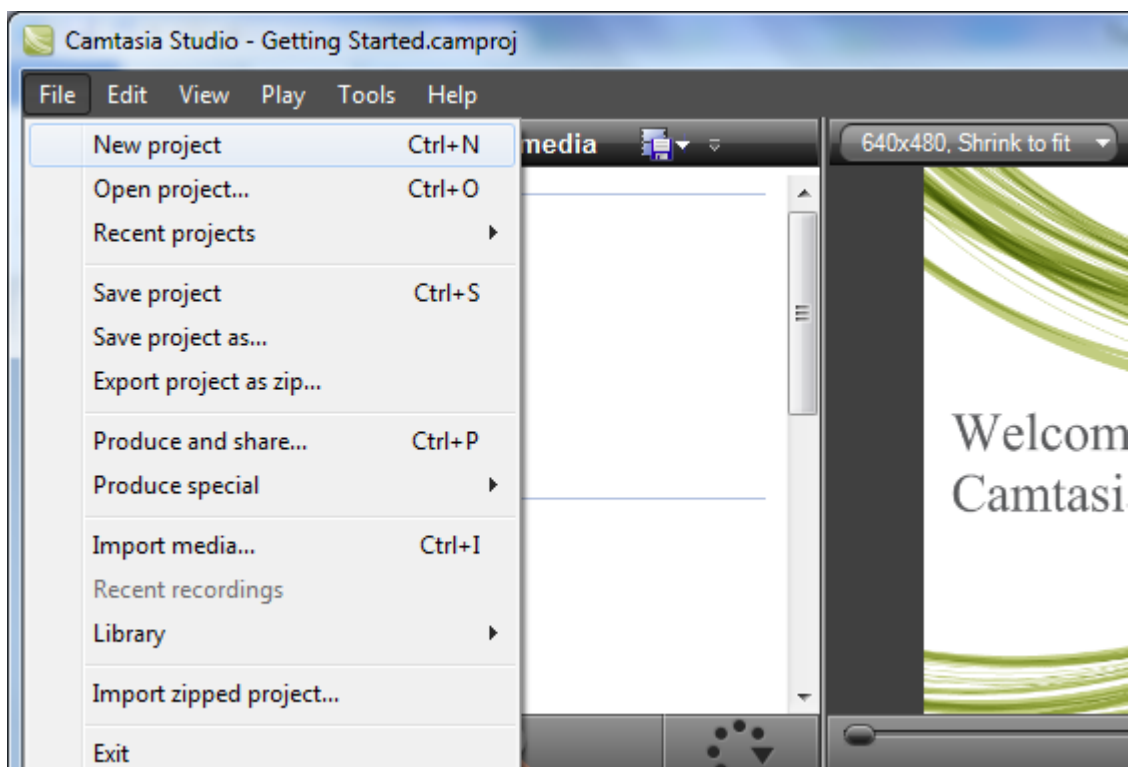 Camtasia Studio - Getting Started.camproj
File Edit View Play Tools Help
New project Ctrl+N
media
640x480, Shrink to fit
Open project... Ctrl+O
Recent projects
Save project Ctrl+S
Save project as...
Export project as zip...
Produce and share... Ctrl+P
Produce special
Import media... Ctrl+I
Recent recordings
Library
Import zipped project...
Exit
Welcom
Camtasi